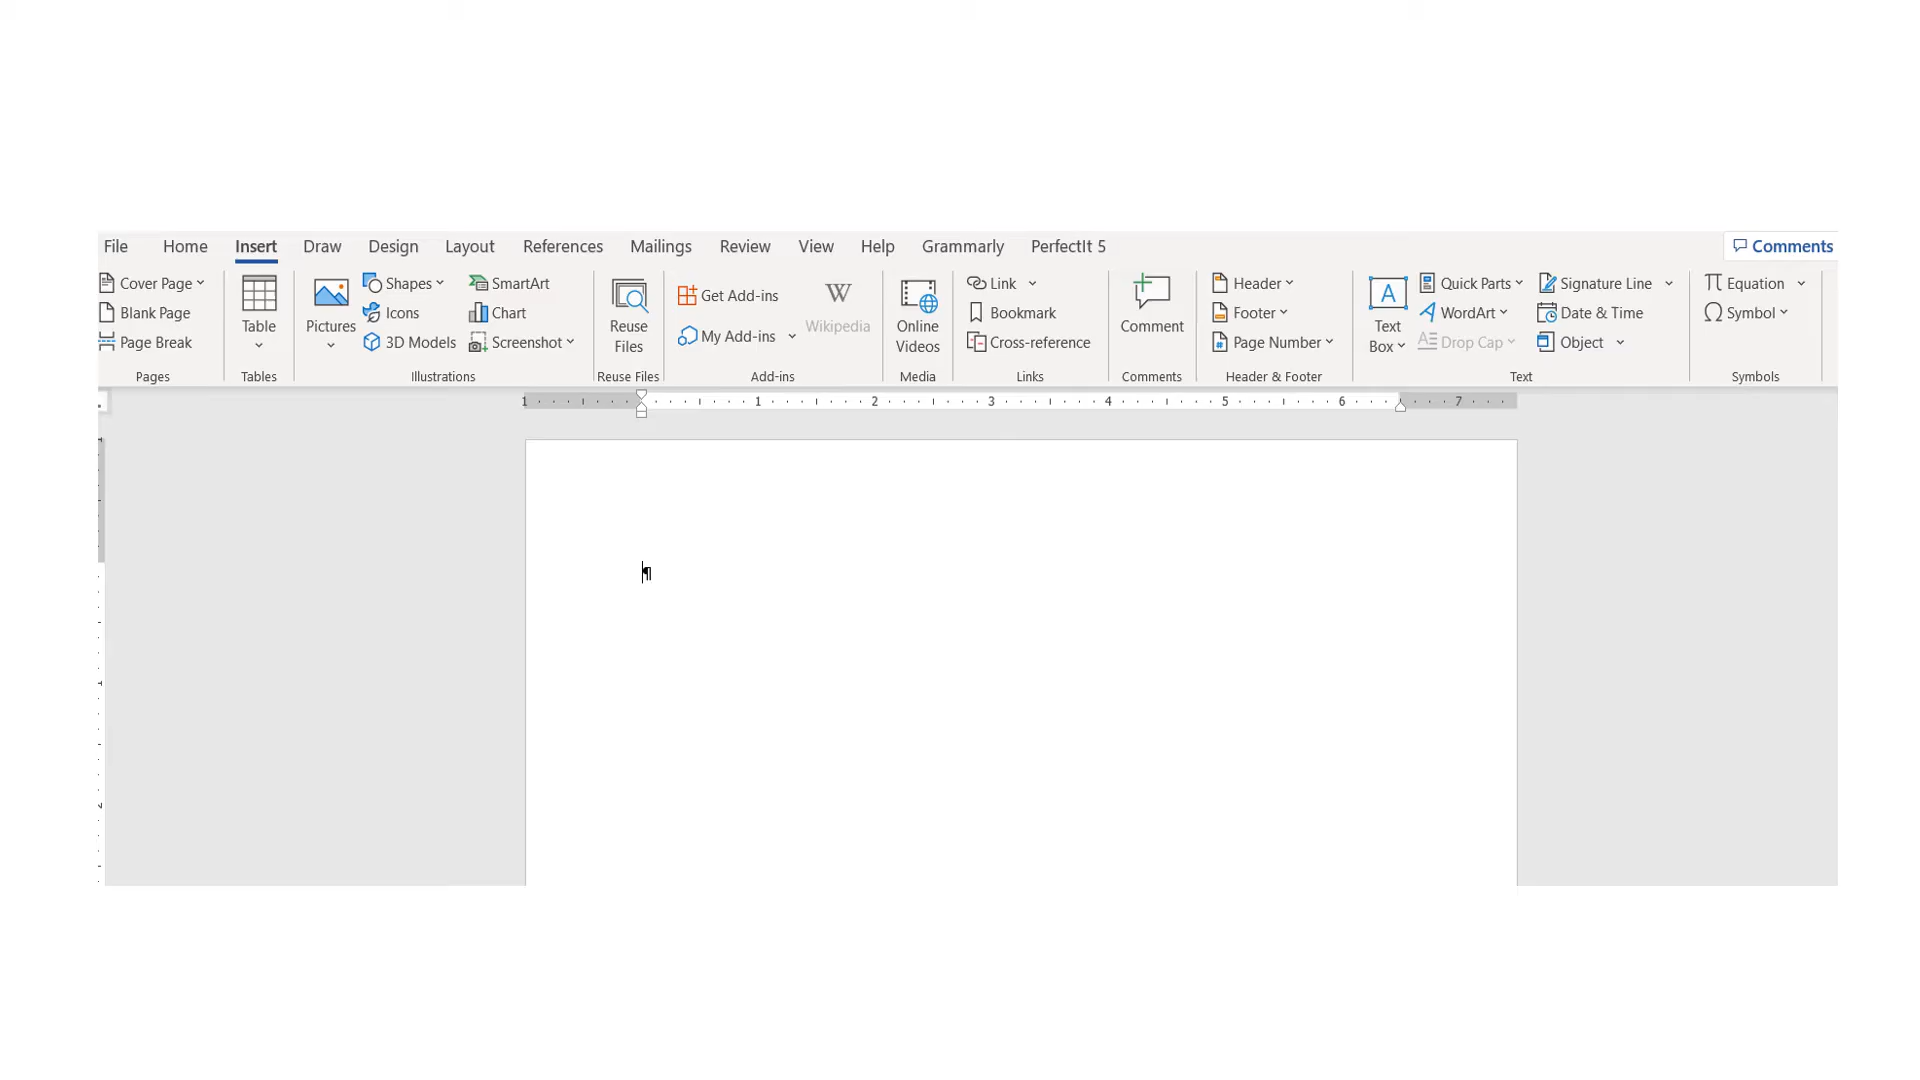 File Home Insert Draw Design Layout References Mailings Review View Help Grammarly PerfectIt 5 Comments
Cover Page
Blank Page
Page Break
Pages
Table
Tables
Pictures
Shapes
Icons
3D Models
SmartArt
Chart
Screenshot
Illustrations
Reuse
Files
Reuse Files
Get Add-ins
My Add-ins
W
Wikipedia
Add-ins
Online
Videos
Media
Link
Bookmark
Cross-reference
Links
Comment
Comments
Header
Footer
Page Number
Header & Footer
A
Text
Box
Quick Parts
WordArt
Drop Cap
Signature Line
Date & Time
Object
Text
π Equation
Ω Symbol
Symbols
1 1 2 3 4 5 6 7
¶
1
1
2